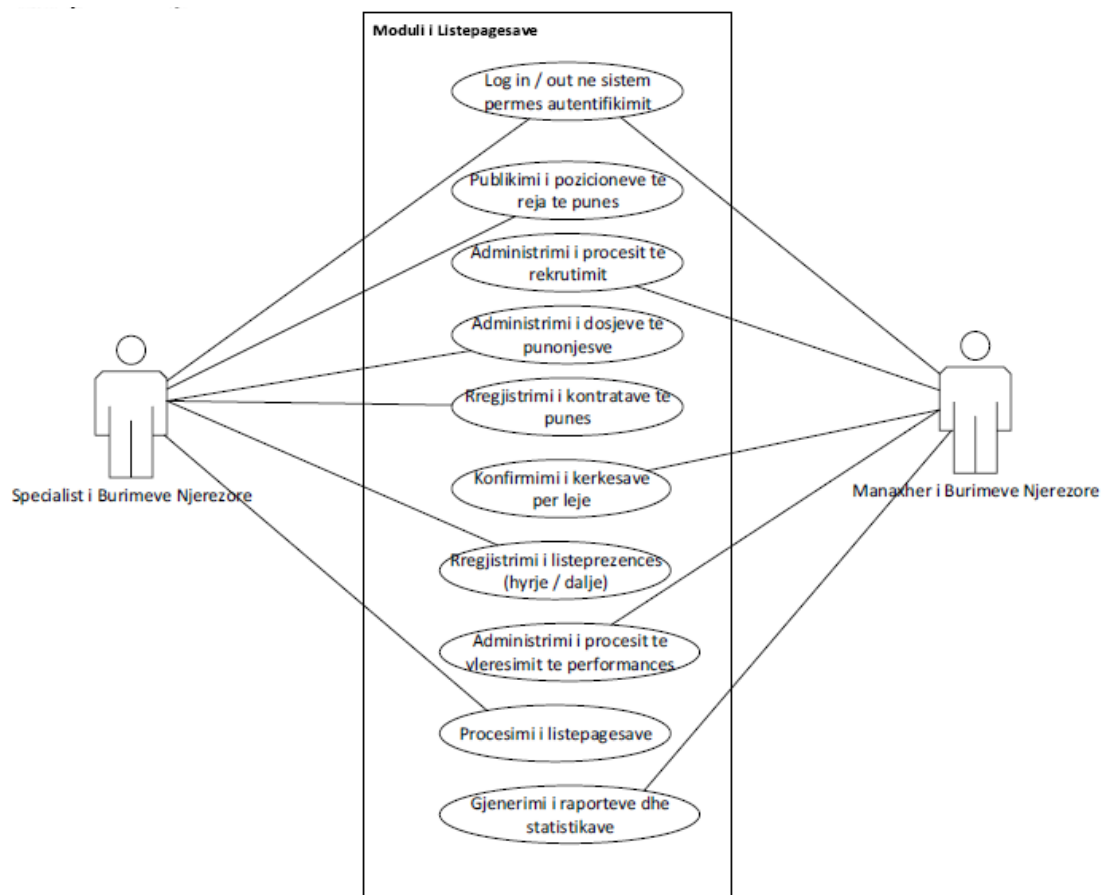 Moduli i Listepagesave
Log in / out ne sistem
permes autentifikimit
Publikimi i pozicioneve te
reja te punes
Administrimi i procesit te
rekrutimit
Administrimi i dosjeve te
punonjesve
Rregjistrimi i kontratave te
punes
Konfirmimi i kerkesave
per leje
Specialist i Burimeve Njerezore
Manaxher i Burimeve Njerezore
Rregjistrimi i listeprezences
(hyrje / dalje)
Administrimi i procesit te
vleresimit te performances
Procesimi i listepagesave
Gjenerimi i raporteve dhe
statistikave